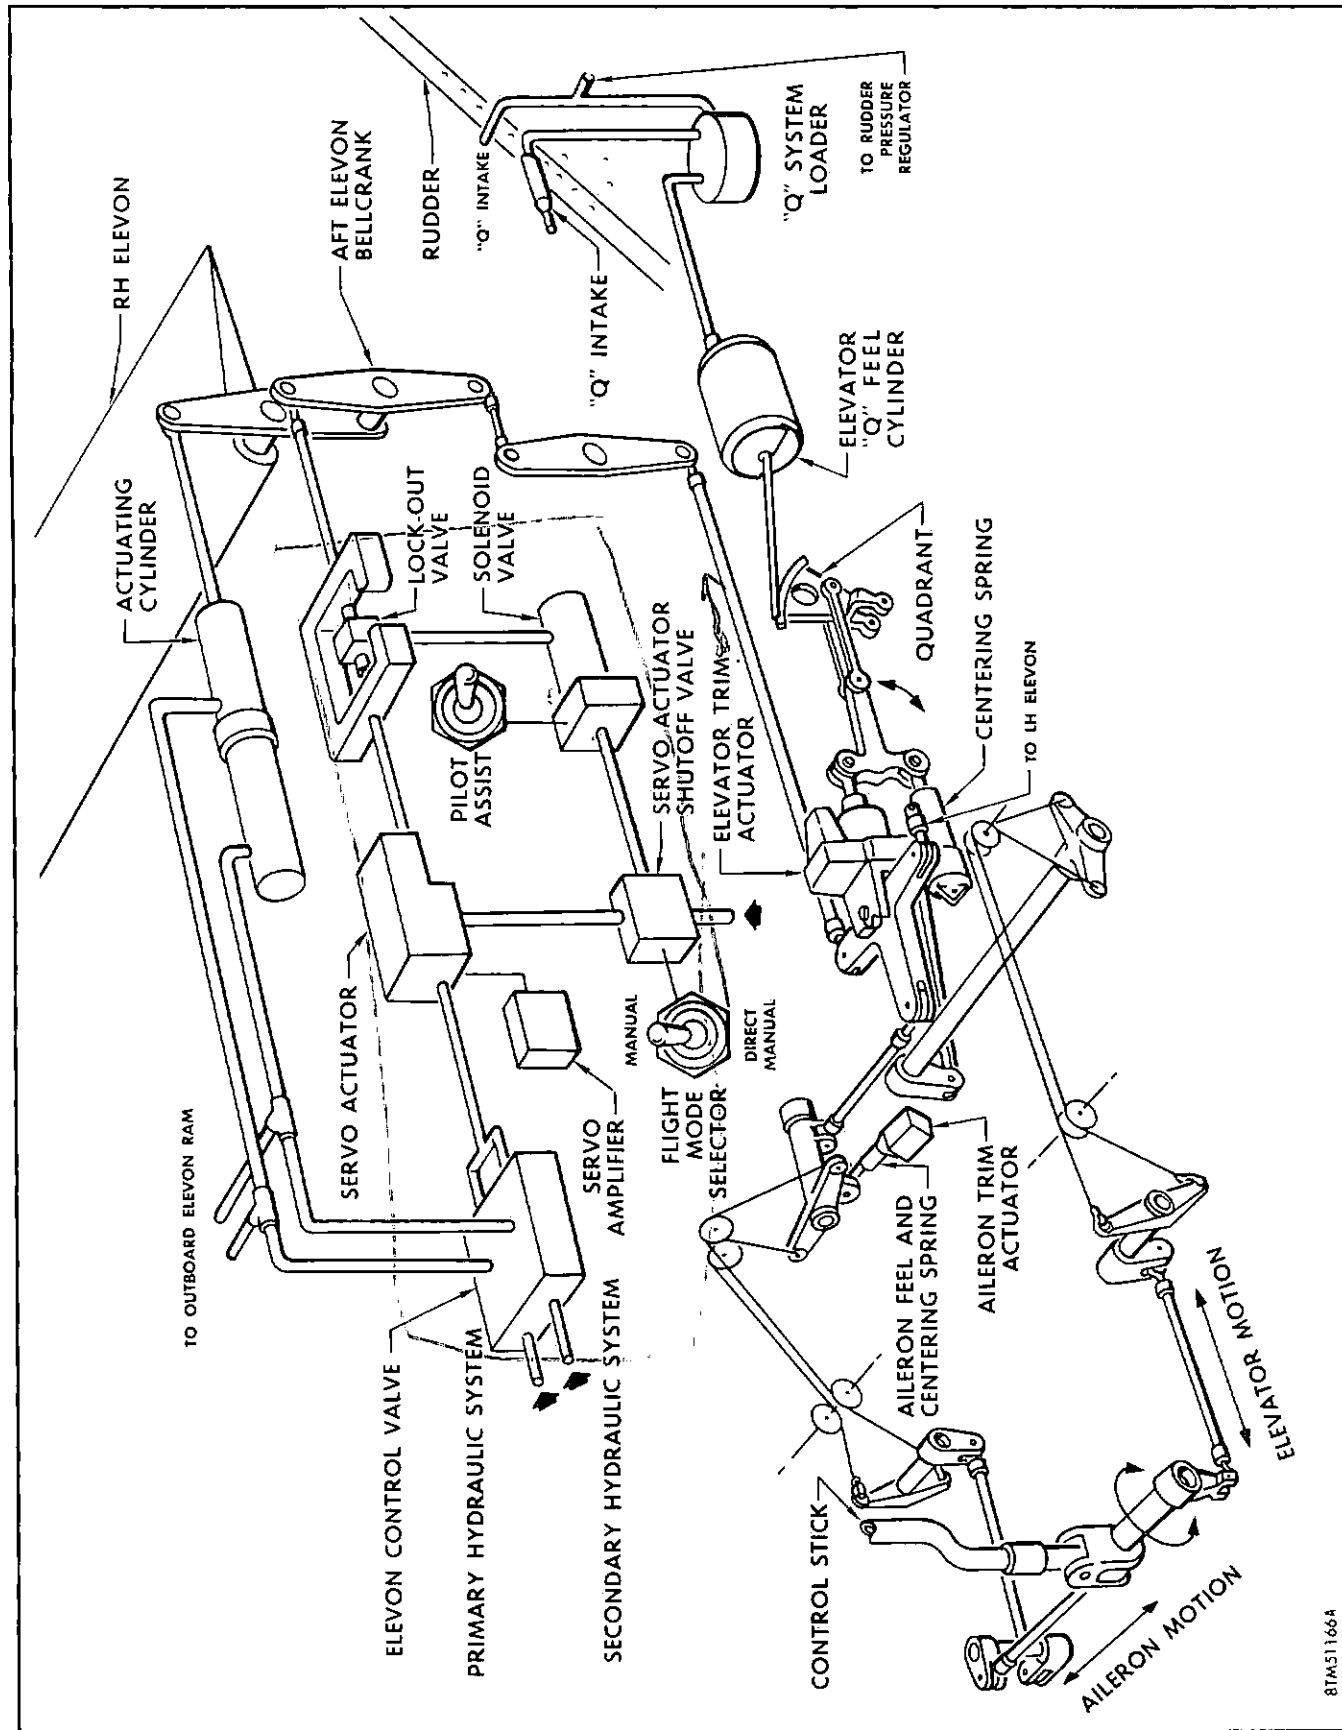 RH ELEVON
ACTUATING
CYLINDER
AFT ELEVON
BELLCRANK
RUDDER
"Q" INTAKE
"Q" INTAKE
TO OUTBOARD ELEVON RAM
LOCK-OUT
VALVE
SOLENOID
VALVE
SERVO ACTUATOR
PILOT
ASSIST
"Q" SYSTEM
LOADER
TO RUDDER
PRESSURE
REGULATOR
ELEVON CONTROL VALVE
SERVO
AMPLIFIER
MANUAL
FLIGHT
MODE
SELECTOR
DIRECT
MANUAL
SERVO ACTUATOR
SHUTOFF VALVE
ELEVATOR TRIM
ACTUATOR
ELEVATOR
"Q" FEEL
CYLINDER
PRIMARY HYDRAULIC SYSTEM
SECONDARY HYDRAULIC SYSTEM
QUADRANT
CENTERING SPRING
TO LH ELEVON
CONTROL STICK
AILERON FEEL AND
CENTERING SPRING
AILERON TRIM
ACTUATOR
ELEVATOR MOTION
AILERON MOTION
8TM51166A